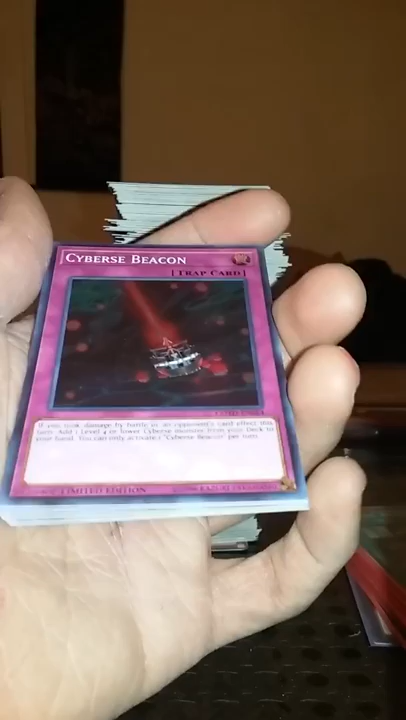 CYBERSE BEACON
[TRAP CARD]
If you took damage by battle or an opponent's card effect this
turn: Add 1 Level 4 or lower Cyberse monster from your Deck to
your hand. You can only activate 1 "Cyberse Beacon" per turn.
LIMITED EDITION